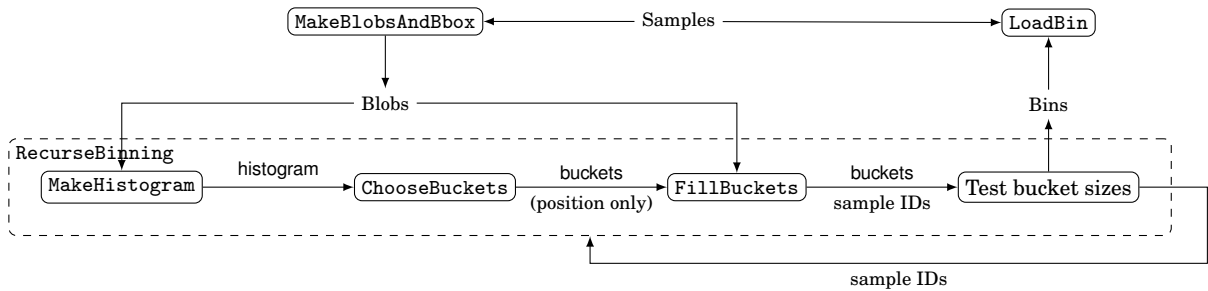 MakeBlobsAndBbox
Samples
LoadBin
Blobs
Bins
RecurseBinning
MakeHistogram
histogram
ChooseBuckets
buckets
(position only)
FillBuckets
buckets
sample IDs
Test bucket sizes
sample IDs